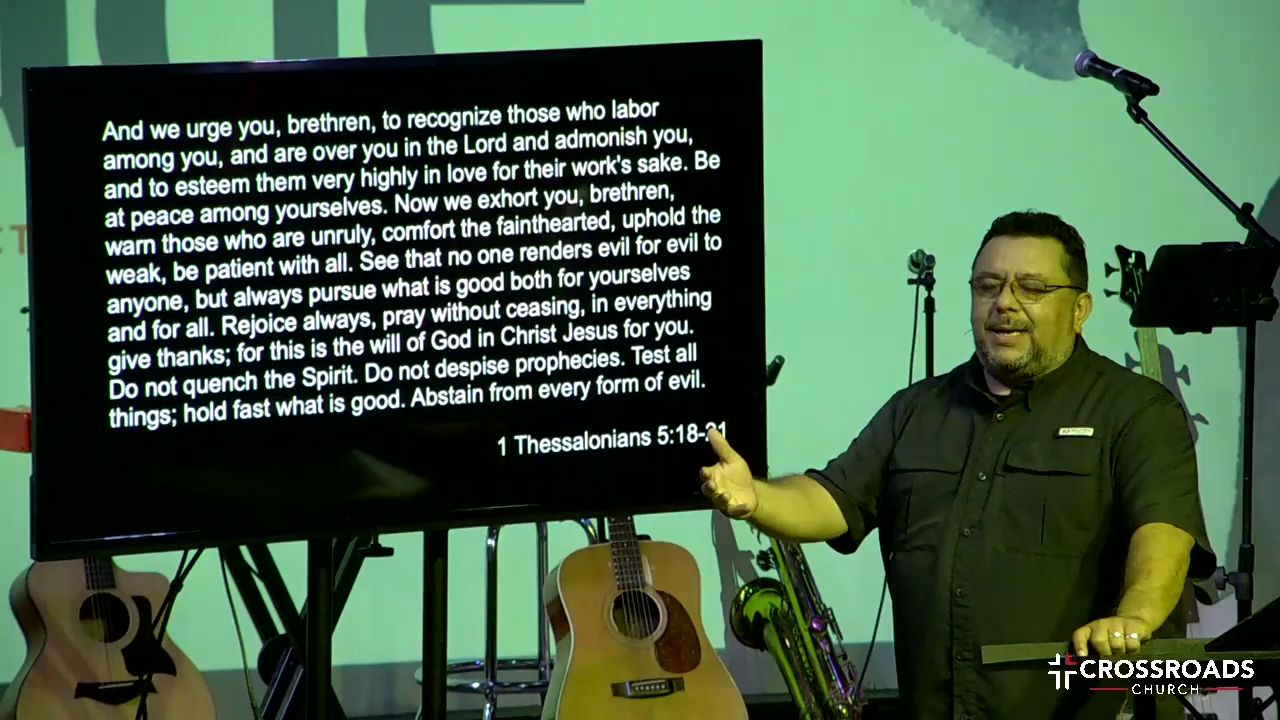 And we urge you, brethren, to recognize those who labor
among you, and are over you in the Lord and admonish you,
and to esteem them very highly in love for their work's sake. Be
at peace among yourselves. Now we exhort you, brethren,
warn those who are unruly, comfort the fainthearted, uphold the
weak, be patient with all. See that no one renders evil for evil to
anyone, but always pursue what is good both for yourselves
and for all. Rejoice always, pray without ceasing, in everything
give thanks; for this is the will of God in Christ Jesus for you.
Do not quench the Spirit. Do not despise prophecies. Test all
things; hold fast what is good. Abstain from every form of evil.
1 Thessalonians 5:18-21
CROSSROADS
CHURCH